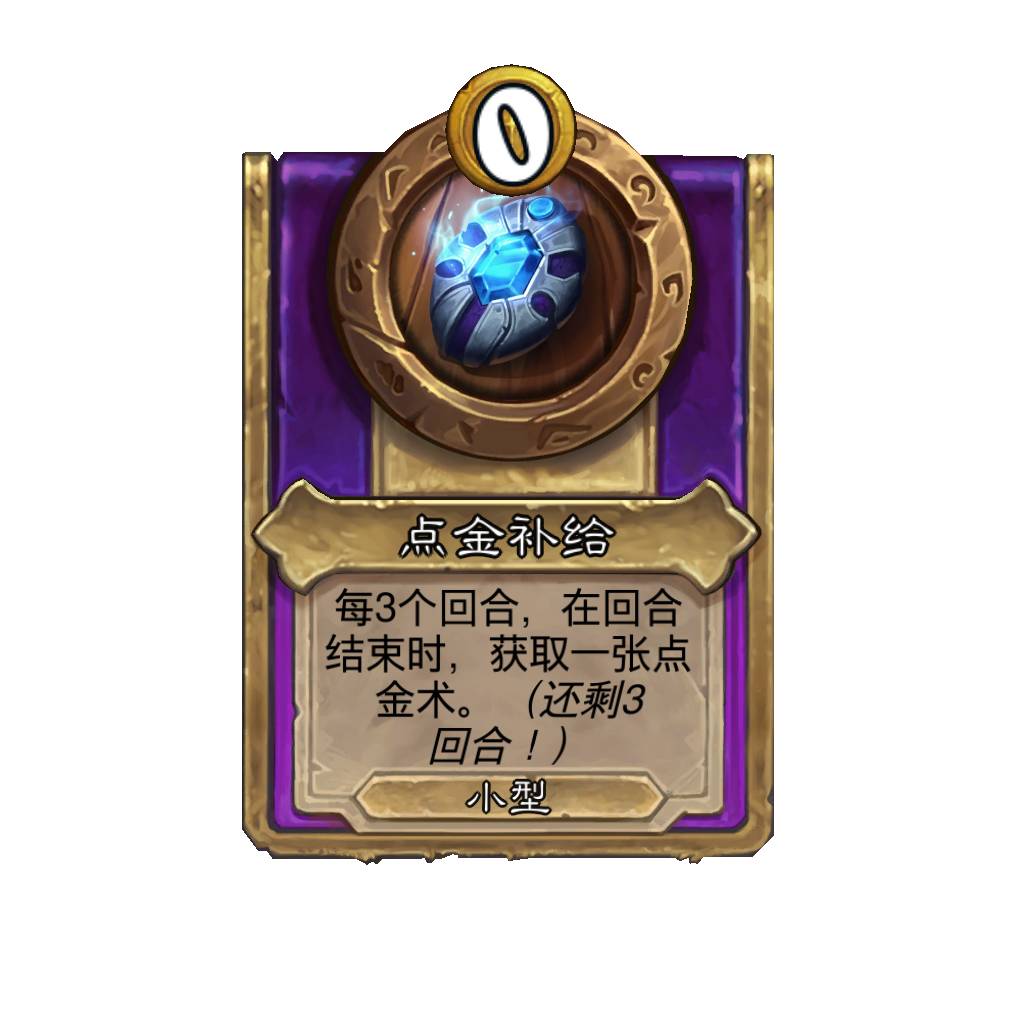 0
点金补给
每3个回合，在回合
结束时，获取一张点
金术。（还剩3
回合！）
小型